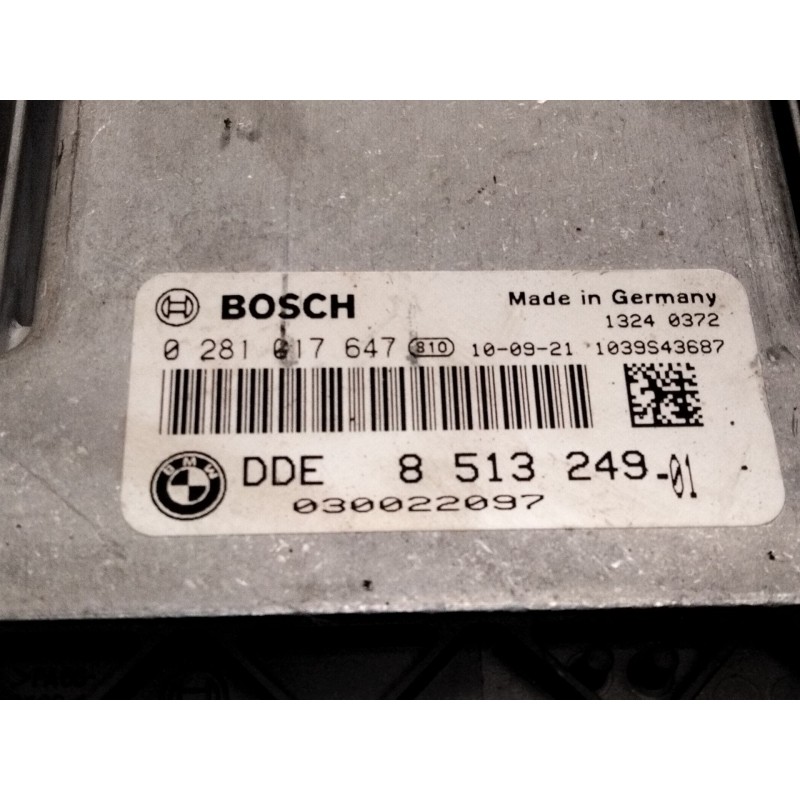 BOSCH
Made in Germany
1324 0372
0 281 017 647 810 10-09-21 1039S43687
BMW
DDE 8 513 249-01
030022097